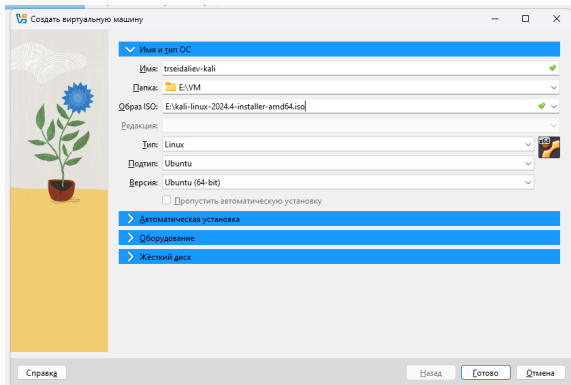 Создать виртуальную машину
Имя и тип ОС
Имя: trseidaliev-kali
Папка: E:\VM
Образ ISO: E:\kali-linux-2024.4-installer-amd64.iso
Редакция:
Тип: Linux
Подтип: Ubuntu
Версия: Ubuntu (64-bit)
Пропустить автоматическую установку
Автоматическая установка
Оборудование
Жёсткий диск
Справка Назад Готово Отмена